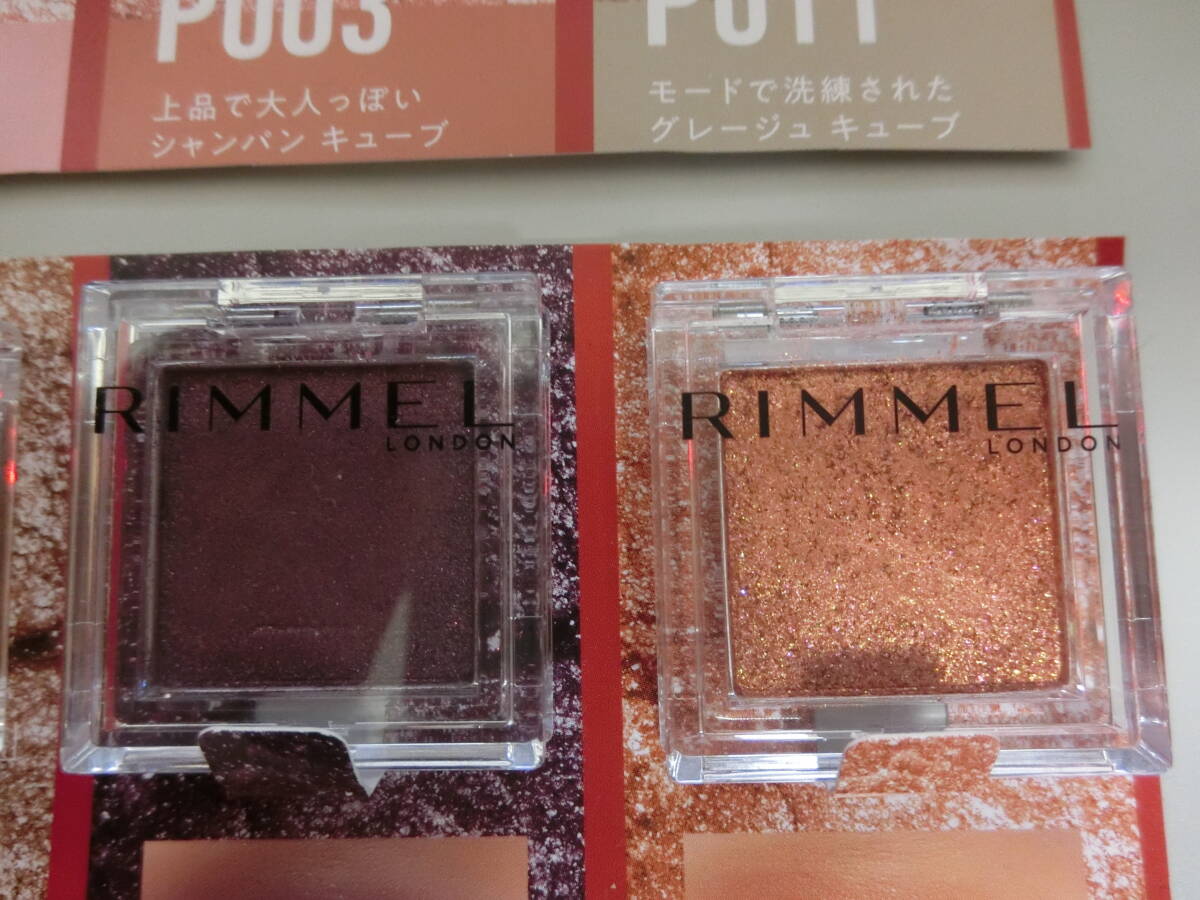 P003
上品で大人っぽい
シャンパン キューブ
P011
モードで洗練された
グレージュ キューブ
RIMMEL
LONDON
RIMMEL
LONDON